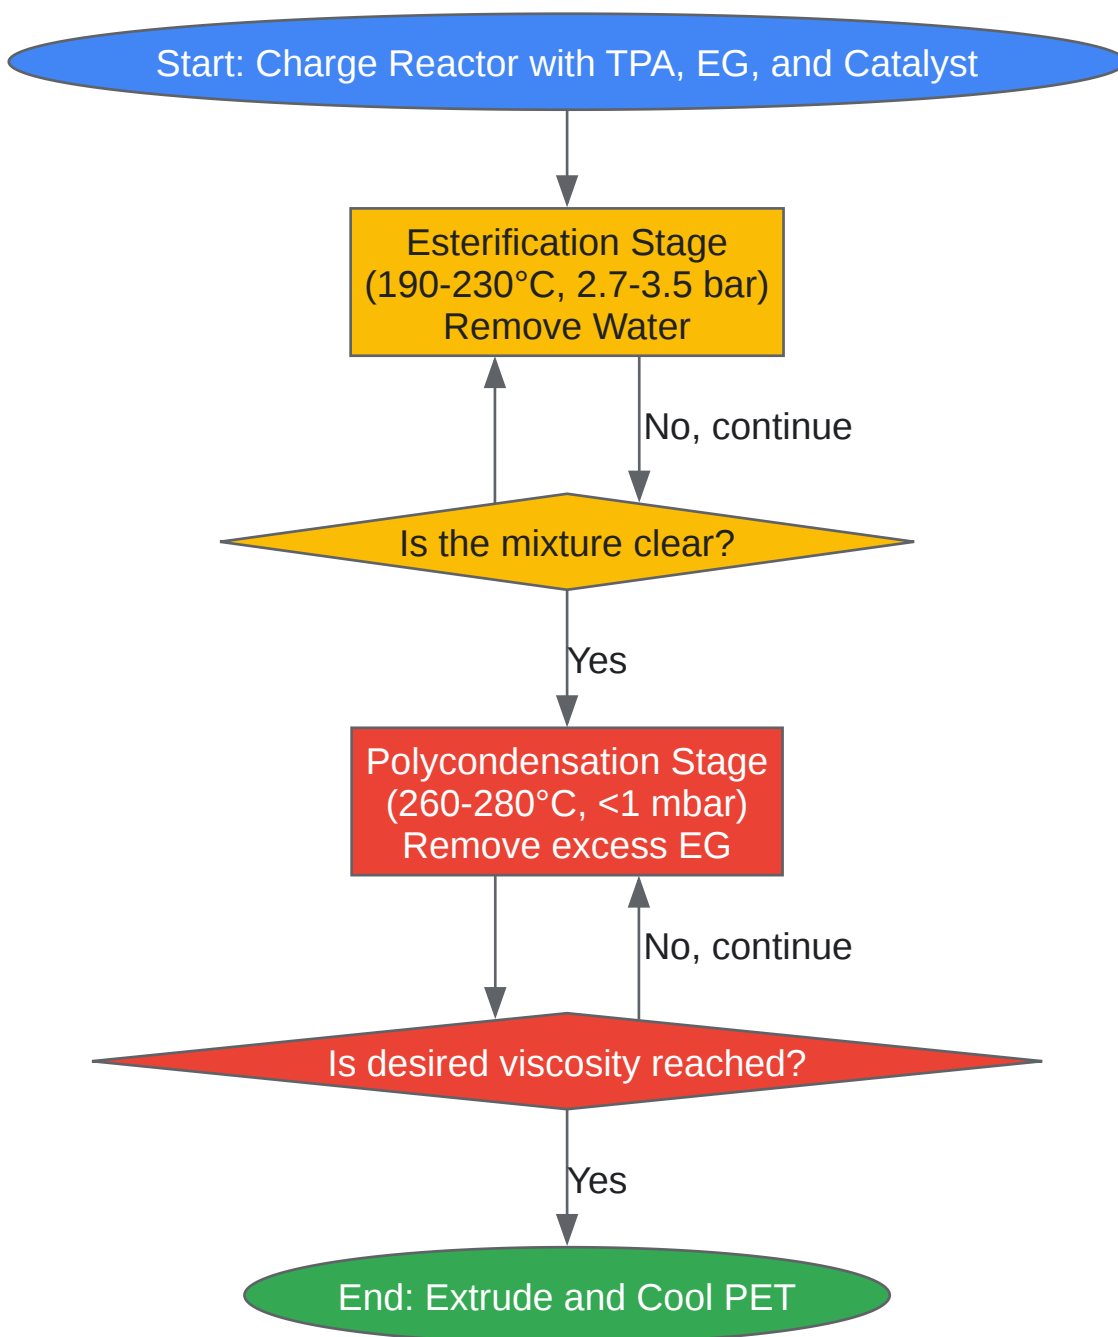 Start: Charge Reactor with TPA, EG, and Catalyst
Esterification Stage
(190-230°C, 2.7-3.5 bar)
Remove Water
No, continue
Is the mixture clear?
Yes
Polycondensation Stage
(260-280°C, <1 mbar)
Remove excess EG
No, continue
Is desired viscosity reached?
Yes
End: Extrude and Cool PET